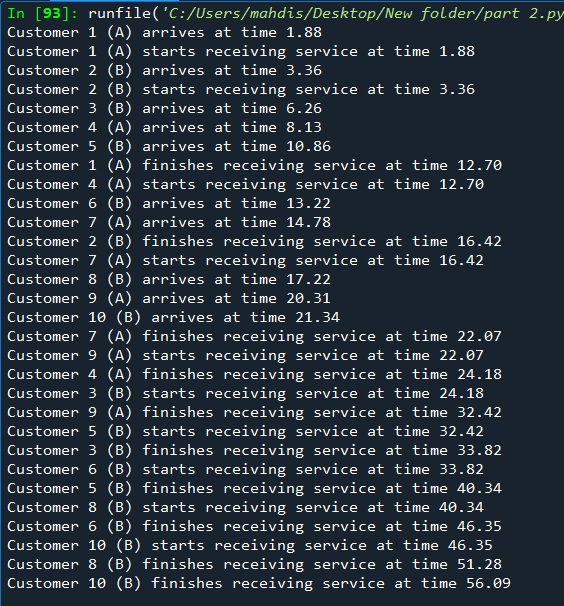 In [93]: runfile('C:/Users/mahdis/Desktop/New folder/part 2.py
Customer 1 (A) arrives at time 1.88
Customer 1 (A) starts receiving service at time 1.88
Customer 2 (B) arrives at time 3.36
Customer 2 (B) starts receiving service at time 3.36
Customer 3 (B) arrives at time 6.26
Customer 4 (A) arrives at time 8.13
Customer 5 (B) arrives at time 10.86
Customer 1 (A) finishes receiving service at time 12.70
Customer 4 (A) starts receiving service at time 12.70
Customer 6 (B) arrives at time 13.22
Customer 7 (A) arrives at time 14.78
Customer 2 (B) finishes receiving service at time 16.42
Customer 7 (A) starts receiving service at time 16.42
Customer 8 (B) arrives at time 17.22
Customer 9 (A) arrives at time 20.31
Customer 10 (B) arrives at time 21.34
Customer 7 (A) finishes receiving service at time 22.07
Customer 9 (A) starts receiving service at time 22.07
Customer 4 (A) finishes receiving service at time 24.18
Customer 3 (B) starts receiving service at time 24.18
Customer 9 (A) finishes receiving service at time 32.42
Customer 5 (B) starts receiving service at time 32.42
Customer 3 (B) finishes receiving service at time 33.82
Customer 6 (B) starts receiving service at time 33.82
Customer 5 (B) finishes receiving service at time 40.34
Customer 8 (B) starts receiving service at time 40.34
Customer 6 (B) finishes receiving service at time 46.35
Customer 10 (B) starts receiving service at time 46.35
Customer 8 (B) finishes receiving service at time 51.28
Customer 10 (B) finishes receiving service at time 56.09